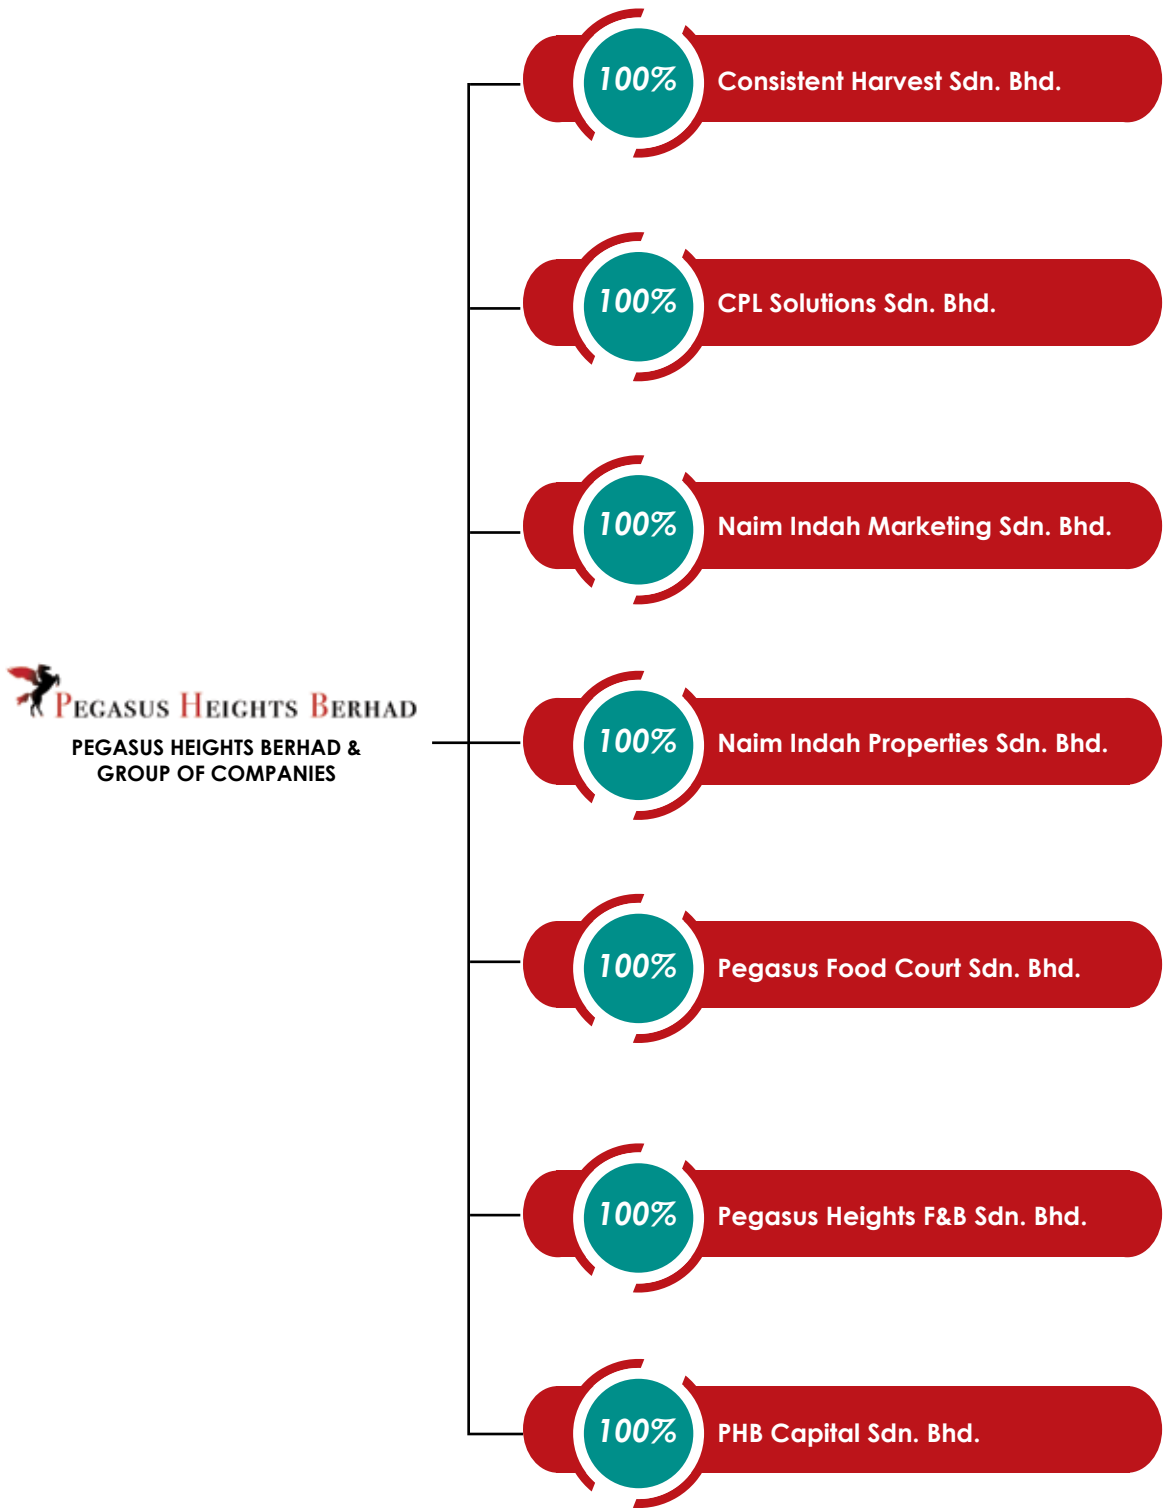 100% Consistent Harvest Sdn. Bhd.
100% CPL Solutions Sdn. Bhd.
100% Naim Indah Marketing Sdn. Bhd.
PEGASUS HEIGHTS BERHAD
PEGASUS HEIGHTS BERHAD &
GROUP OF COMPANIES
100% Naim Indah Properties Sdn. Bhd.
100% Pegasus Food Court Sdn. Bhd.
100% Pegasus Heights F&B Sdn. Bhd.
100% PHB Capital Sdn. Bhd.